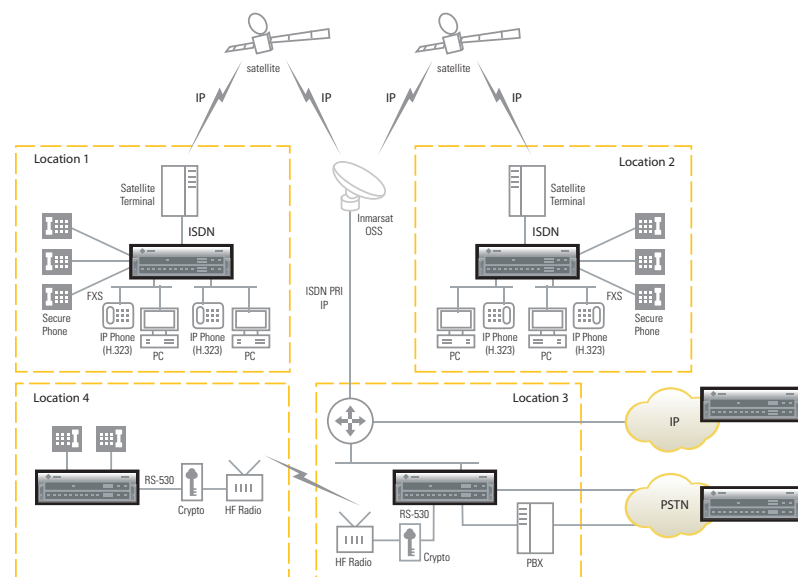 satellite
satellite
IP
IP
IP
IP
Location 1
Satellite
Terminal
ISDN
FXS
Secure
Phone
IP Phone
(H.323)
PC
IP Phone
(H.323)
PC
Inmarsat
OSS
ISDN PRI
IP
Location 2
Satellite
Terminal
ISDN
FXS
Secure
Phone
PC
IP Phone
(H.323)
PC
IP Phone
(H.323)
Location 4
RS-530
Crypto
HF Radio
Location 3
RS-530
HF Radio
Crypto
PBX
IP
PSTN